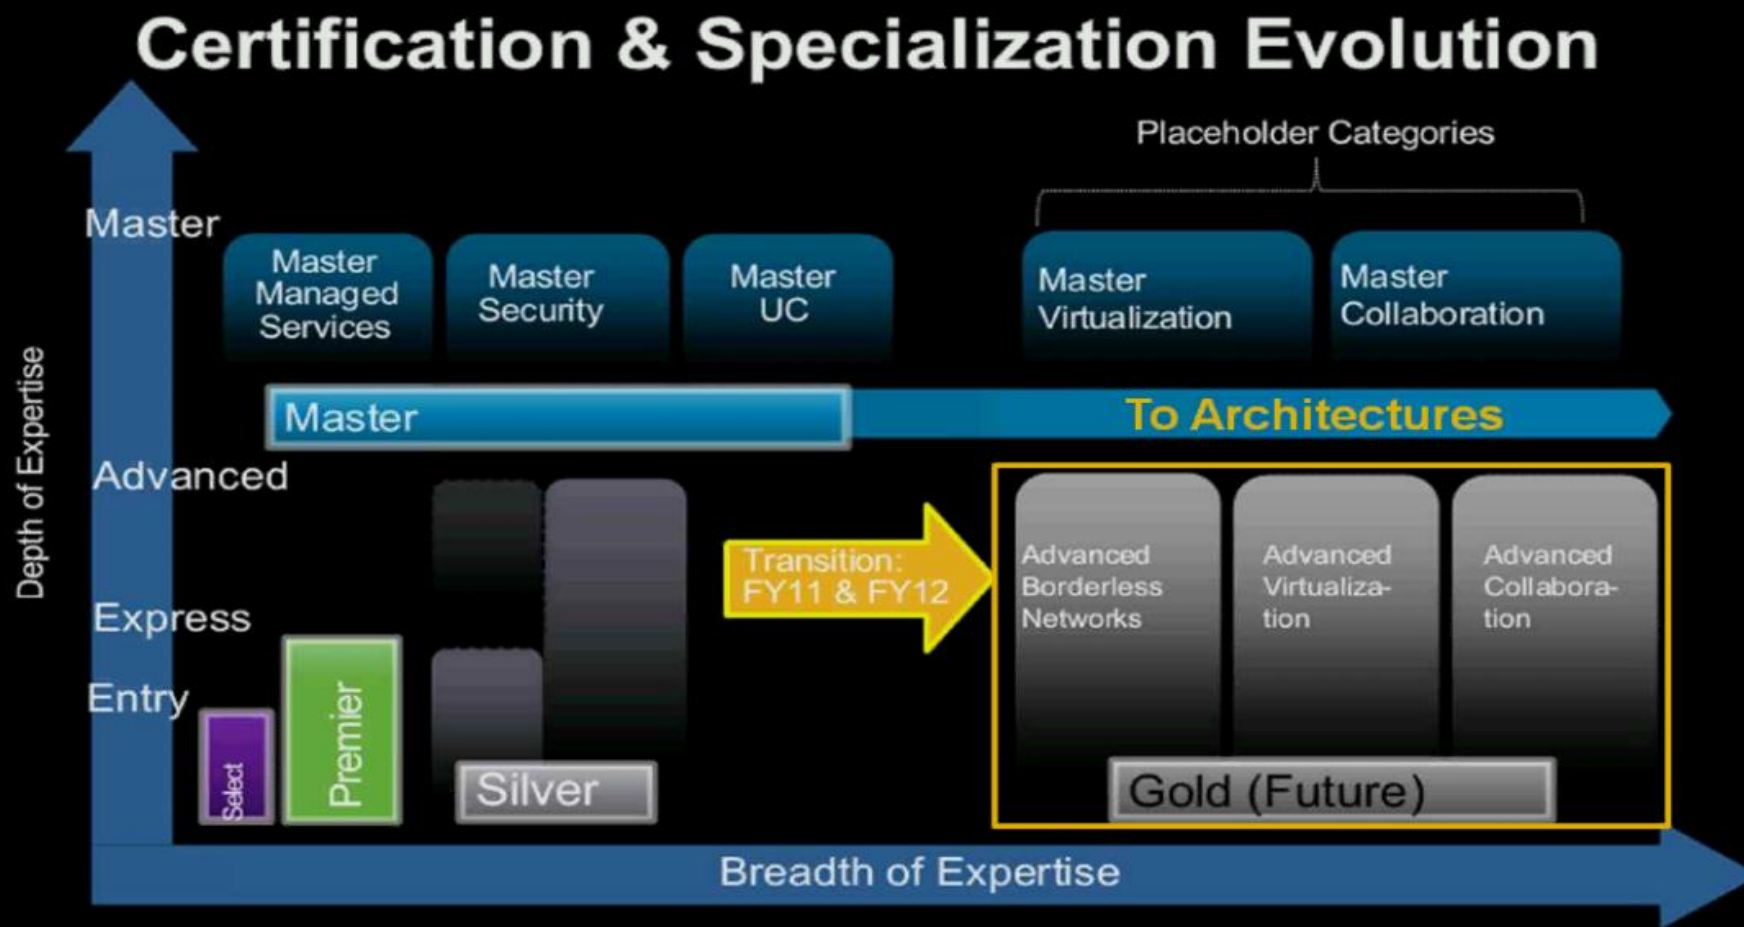 Certification & Specialization Evolution
Placeholder Categories
Master
Master
Managed
Services
Master
Security
Master
UC
Master
Virtualization
Master
Collaboration
Master
To Architectures
Depth of Expertise
Advanced
Transition:
FY11 & FY12
Advanced
Borderless
Networks
Advanced
Virtualiza-
tion
Advanced
Collabora-
tion
Express
Entry
Select
Premier
Silver
Gold (Future)
Breadth of Expertise